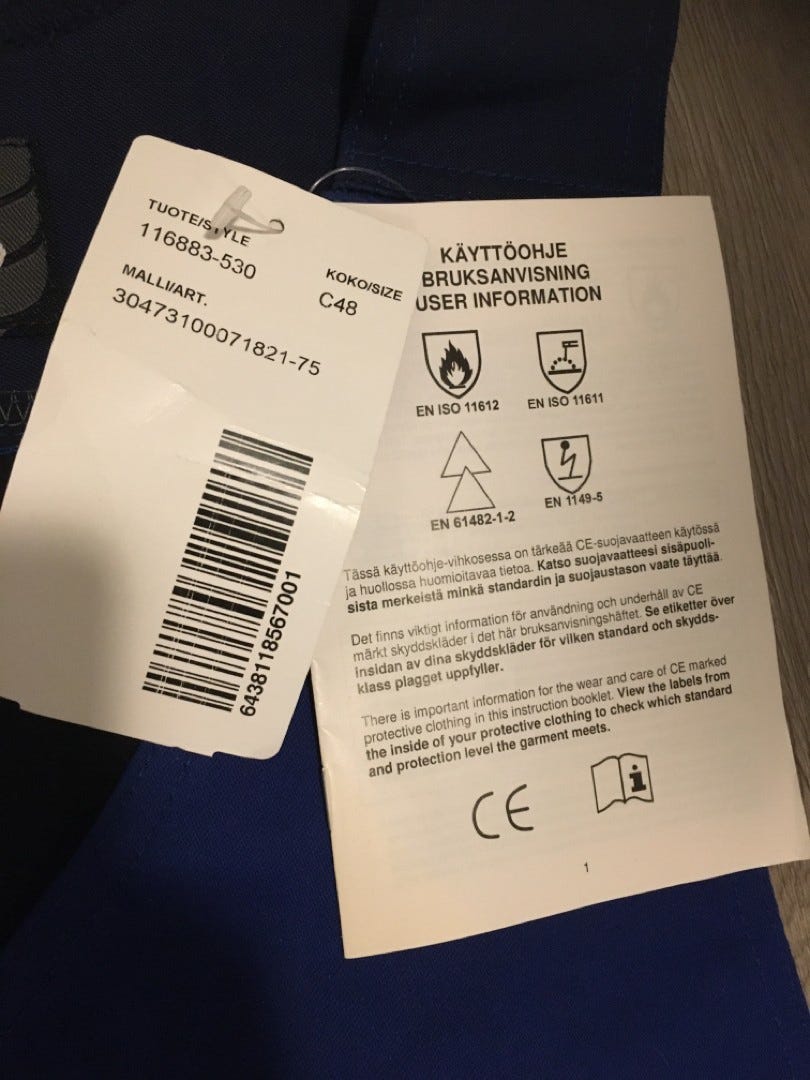 TUOTE/STYLE
116883-530
KOKO/SIZE
C48
MALLI/ART.
30473100071821-75
6438118567001
KÄYTTÖOHJE
BRUKSANVISNING
USER INFORMATION
EN ISO 11612
EN ISO 11611
EN 61482-1-2
EN 1149-5
Tässä käyttöohje-vihkosessa on tärkeää CE-suojavaatteen käytössä
ja huollossa huomioitavaa tietoa. Katso suojavaatteesi sisäpuoli-
sista merkeistä minkä standardin ja suojaustason vaate täyttää.
Det finns viktigt information för användning och underhåll av CE
märkt skyddskläder i det här bruksanvisningshäftet. Se etiketter över
insidan av dina skyddskläder för vilken standard och skydds-
klass plagget uppfyller.
There is important information for the wear and care of CE marked
protective clothing in this instruction booklet. View the labels from
the inside of your protective clothing to check which standard
and protection level the garment meets.
CE
i
1